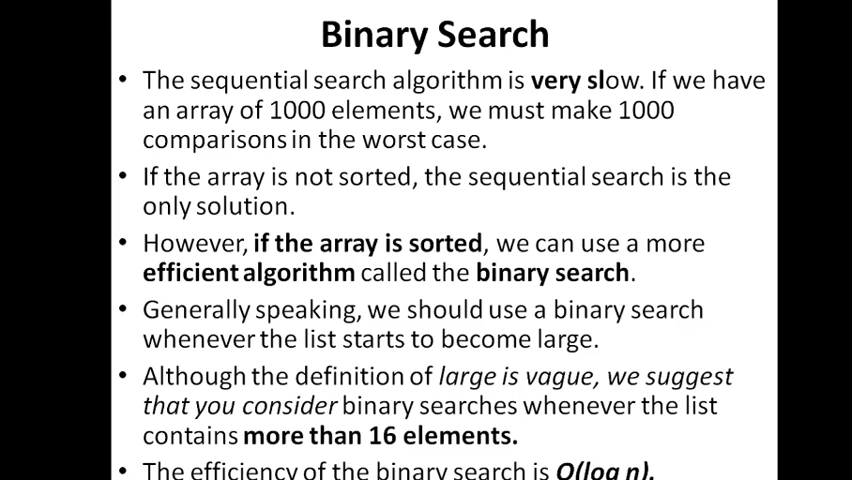 Binary Search
• The sequential search algorithm is very slow. If we have
an array of 1000 elements, we must make 1000
comparisons in the worst case.
• If the array is not sorted, the sequential search is the
only solution.
• However, if the array is sorted, we can use a more
efficient algorithm called the binary search.
• Generally speaking, we should use a binary search
whenever the list starts to become large.
• Although the definition of large is vague, we suggest
that you consider binary searches whenever the list
contains more than 16 elements.
• The efficiency of the binary search is O(log n).